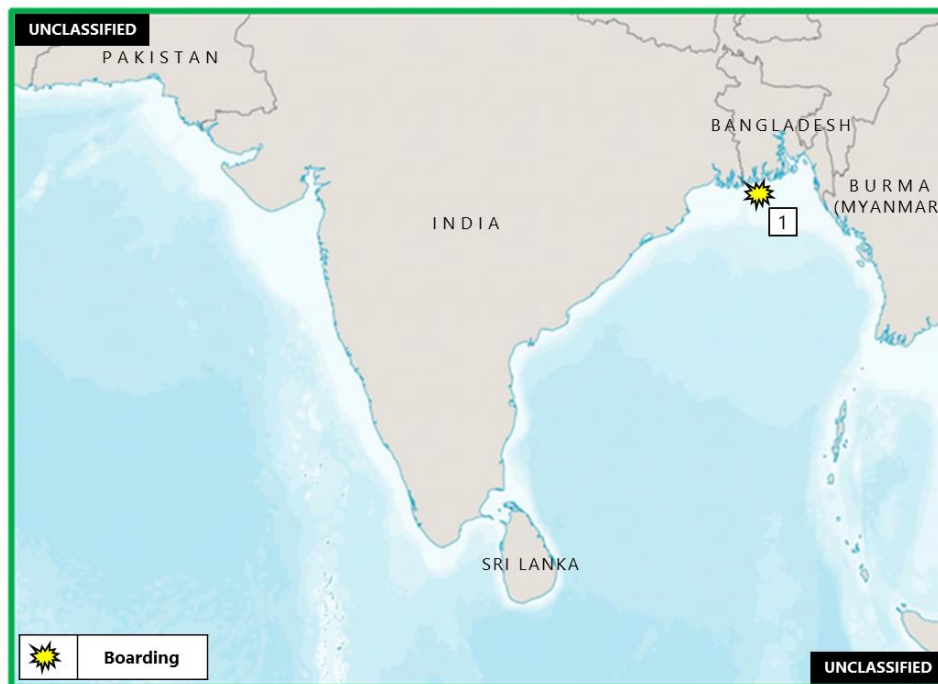 UNCLASSIFIED
PAKISTAN
BANGLADESH
BURMA
(MYANMAR
INDIA
1
SRI LANKA
Boarding
UNCLASSIFIED